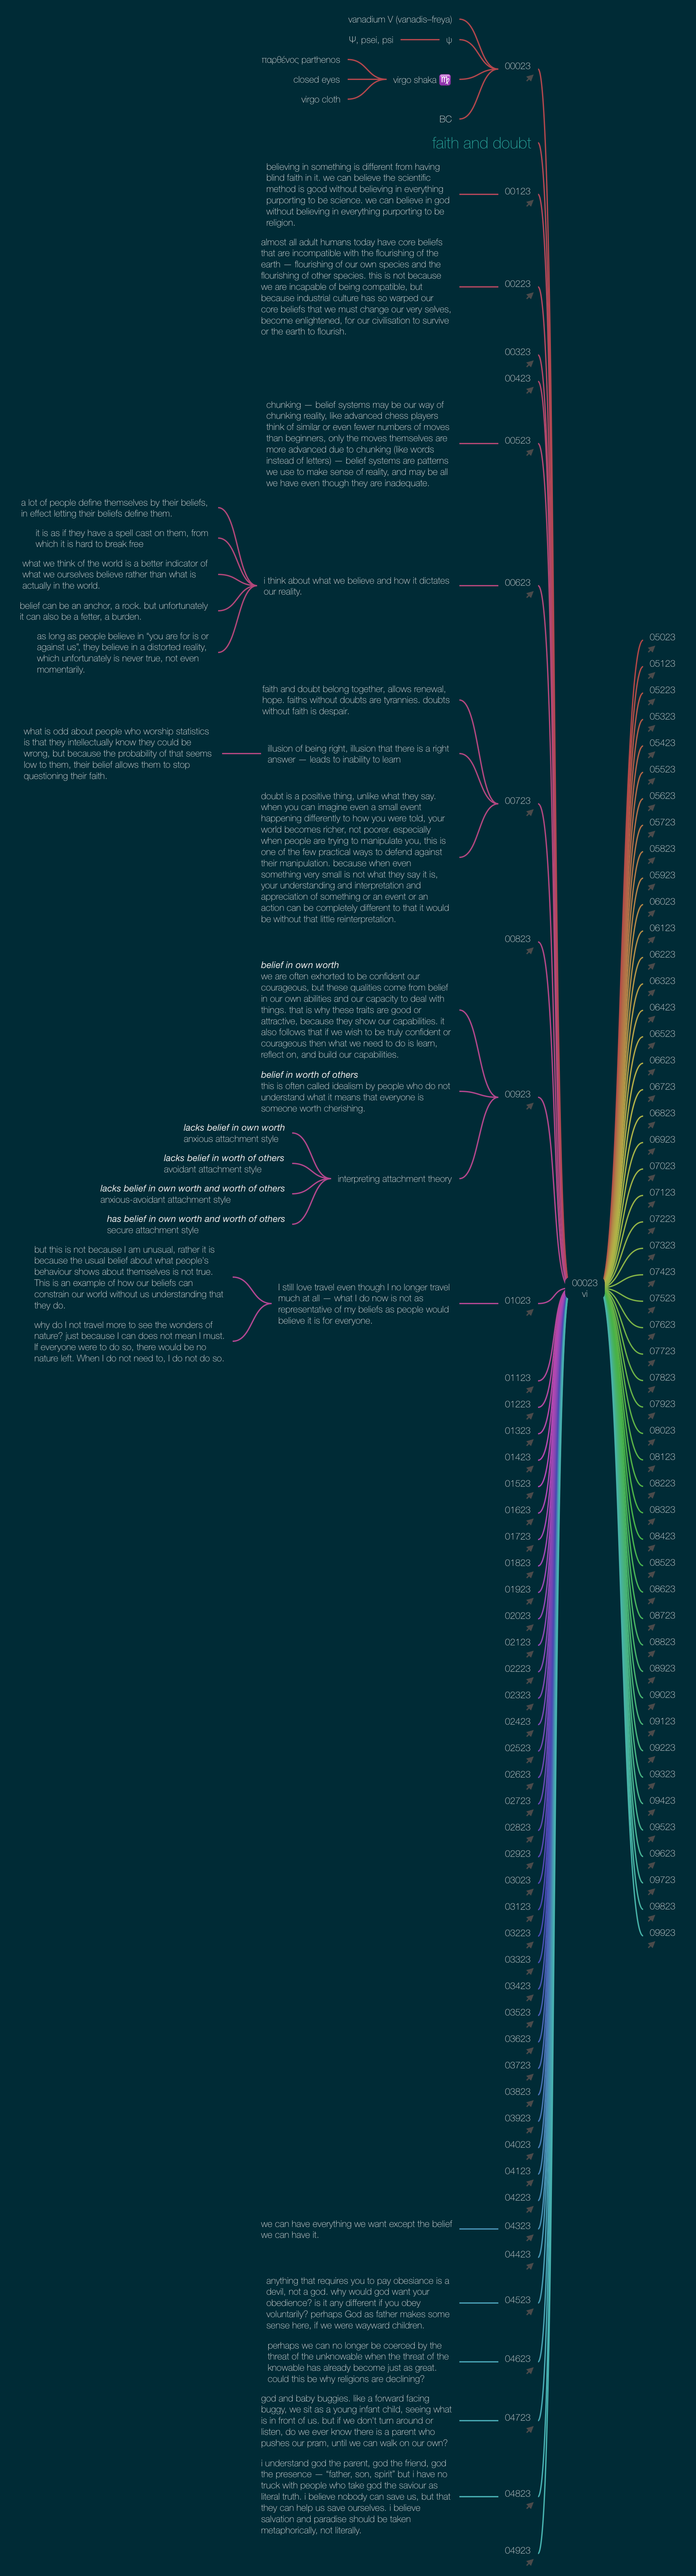 vanadium V (vanadis–freya)
Ψ, psei, psi
ψ
παρθένος parthenos
closed eyes
virgo cloth
virgo shaka ♍
BC
00023
faith and doubt
believing in something is different from having
blind faith in it. we can believe the scientific
method is good without believing in everything
purporting to be science. we can believe in god
without believing in everything purporting to be
religion.
00123
almost all adult humans today have core beliefs
that are incompatible with the flourishing of the
earth — flourishing of our own species and the
flourishing of other species. this is not because
we are incapable of being compatible, but
because industrial culture has so warped our
core beliefs that we must change our very selves,
become enlightened, for our civilisation to survive
or the earth to flourish.
00223
00323
00423
chunking — belief systems may be our way of
chunking reality, like advanced chess players
think of similar or even fewer numbers of moves
than beginners, only the moves themselves are
more advanced due to chunking (like words
instead of letters) — belief systems are patterns
we use to make sense of reality, and may be all
we have even though they are inadequate.
00523
a lot of people define themselves by their beliefs,
in effect letting their beliefs define them.
it is as if they have a spell cast on them, from
which it is hard to break free
what we think of the world is a better indicator of
what we ourselves believe rather than what is
actually in the world.
belief can be an anchor, a rock. but unfortunately
it can also be a fetter, a burden.
as long as people believe in “you are for is or
against us”, they believe in a distorted reality,
which unfortunately is never true, not even
momentarily.
i think about what we believe and how it dictates
our reality.
00623
faith and doubt belong together, allows renewal,
hope. faiths without doubts are tyrannies. doubts
without faith is despair.
what is odd about people who worship statistics
is that they intellectually know they could be
wrong, but because the probability of that seems
low to them, their belief allows them to stop
questioning their faith.
illusion of being right, illusion that there is a right
answer — leads to inability to learn
doubt is a positive thing, unlike what they say.
when you can imagine even a small event
happening differently to how you were told, your
world becomes richer, not poorer. especially
when people are trying to manipulate you, this is
one of the few practical ways to defend against
their manipulation. because when even
something very small is not what they say it is,
your understanding and interpretation and
appreciation of something or an event or an
action can be completely different to that it would
be without that little reinterpretation.
00723
00823
belief in own worth
we are often exhorted to be confident our
courageous, but these qualities come from belief
in our own abilities and our capacity to deal with
things. that is why these traits are good or
attractive, because they show our capabilities. it
also follows that if we wish to be truly confident or
courageous then what we need to do is learn,
reflect on, and build our capabilities.
belief in worth of others
this is often called idealism by people who do not
understand what it means that everyone is
someone worth cherishing.
00923
lacks belief in own worth
anxious attachment style
lacks belief in worth of others
avoidant attachment style
lacks belief in own worth and worth of others
anxious-avoidant attachment style
has belief in own worth and worth of others
secure attachment style
interpreting attachment theory
but this is not because I am unusual, rather it is
because the usual belief about what people's
behaviour shows about themselves is not true.
This is an example of how our beliefs can
constrain our world without us understanding that
they do.
why do I not travel more to see the wonders of
nature? just because I can does not mean I must.
If everyone were to do so, there would be no
nature left. When I do not need to, I do not do so.
I still love travel even though I no longer travel
much at all — what I do now is not as
representative of my beliefs as people would
believe it is for everyone.
01023
01123
01223
01323
01423
01523
01623
01723
01823
01923
02023
02123
02223
02323
02423
02523
02623
02723
02823
02923
03023
03123
03223
03323
03423
03523
03623
03723
03823
03923
04023
04123
04223
we can have everything we want except the belief
we can have it.
04323
04423
anything that requires you to pay obesiance is a
devil, not a god. why would god want your
obedience? is it any different if you obey
voluntarily? perhaps God as father makes some
sense here, if we were wayward children.
04523
perhaps we can no longer be coerced by the
threat of the unknowable when the threat of the
knowable has already become just as great.
could this be why religions are declining?
04623
god and baby buggies. like a forward facing
buggy, we sit as a young infant child, seeing what
is in front of us. but if we don't turn around or
listen, do we ever know there is a parent who
pushes our pram, until we can walk on our own?
04723
i understand god the parent, god the friend, god
the presence — “father, son, spirit” but i have no
truck with people who take god the saviour as
literal truth. i believe nobody can save us, but that
they can help us save ourselves. i believe
salvation and paradise should be taken
metaphorically, not literally.
04823
04923
00023
vi
05023
05123
05223
05323
05423
05523
05623
05723
05823
05923
06023
06123
06223
06323
06423
06523
06623
06723
06823
06923
07023
07123
07223
07323
07423
07523
07623
07723
07823
07923
08023
08123
08223
08323
08423
08523
08623
08723
08823
08923
09023
09123
09223
09323
09423
09523
09623
09723
09823
09923